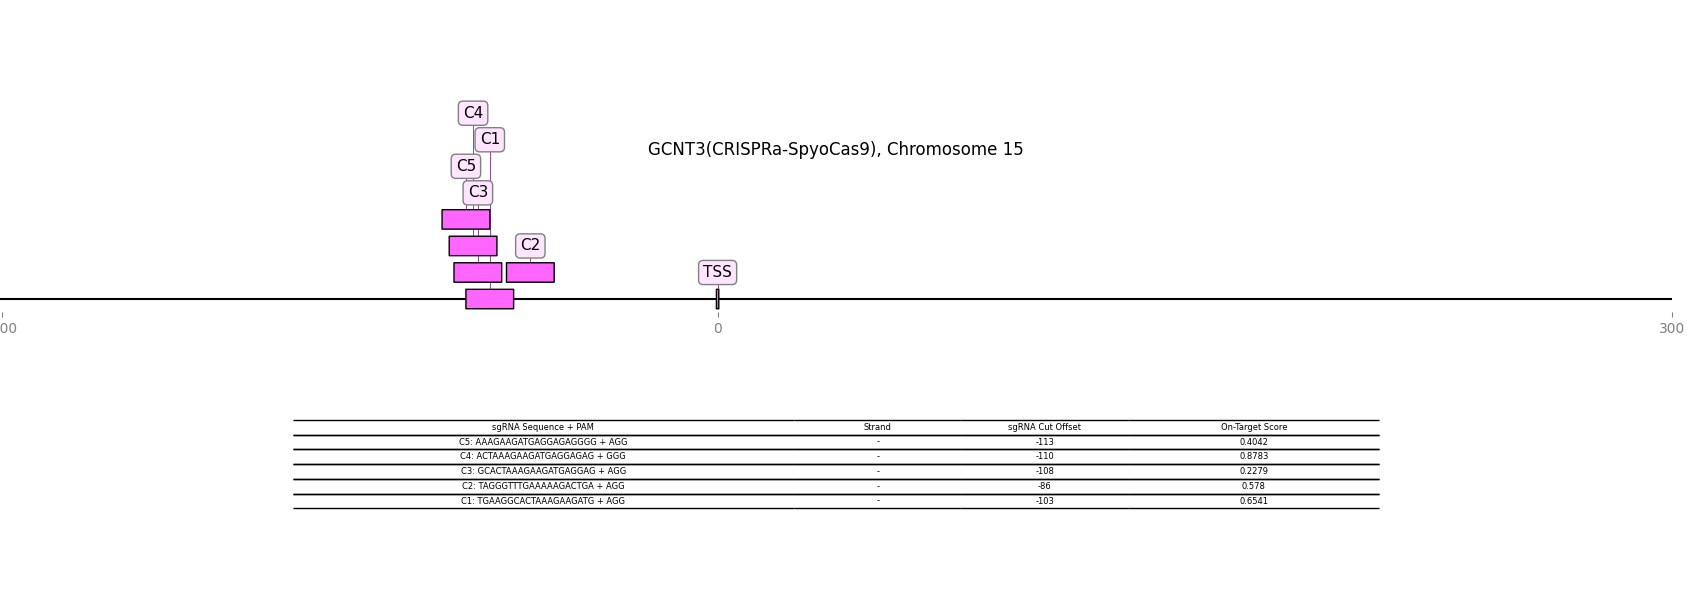 C4
C1
GCNT3(CRISPRa-SpyoCas9), Chromosome 15
C5
C3
C2
TSS
00 0 300
sgRNA Sequence + PAM Strand sgRNA Cut Offset On-Target Score
C5: AAAGAAGATGAGGAGAGGGG + AGG - -113 0.4042
C4: ACTAAAGAAGATGAGGAGAG + GGG - -110 0.8783
C3: GCACTAAAGAAGATGAGGAG + AGG - -108 0.2279
C2: TAGGGTTTGAAAAAGACTGA + AGG - -86 0.578
C1: TGAAGGCACTAAAGAAGATG + AGG - -103 0.6541